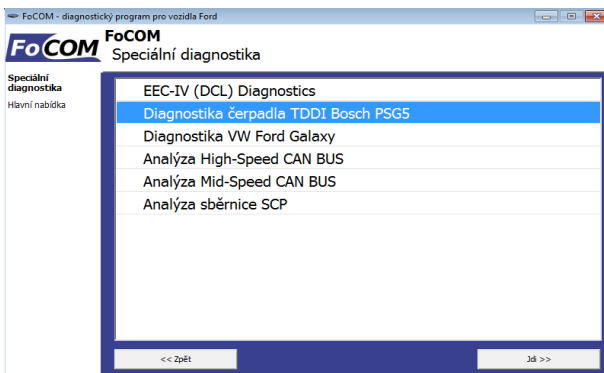 FoCOM - diagnostický program pro vozidla Ford
FoCOM
FoCOM
Speciální diagnostika
Speciální
diagnostika
Hlavní nabídka
EEC-IV (DCL) Diagnostics
Diagnostika čerpadla TDDI Bosch PSG5
Diagnostika VW Ford Galaxy
Analýza High-Speed CAN BUS
Analýza Mid-Speed CAN BUS
Analýza sběrnice SCP
<< Zpět
Jdi >>